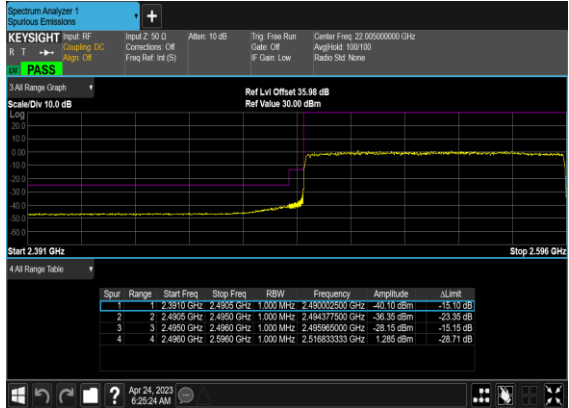 Spectrum Analyzer 1
Spurious Emissions
+
KEYSIGHT Input: RF
R T Coupling: DC
Align: Off
Input Z: 50 Ω
Corrections: Off
Freq Ref: Int (S)
Atten: 10 dB
Trig: Free Run
Gate: Off
IF Gain: Low
Center Freq: 22.005000000 GHz
Avg|Hold: 100/100
Radio Std: None
PASS
3 All Range Graph
Ref Lvl Offset 35.98 dB
Scale/Div 10.0 dB
Ref Value 30.00 dBm
Log
20.0
10.0
0.00
-10.0
-20.0
-30.0
-40.0
-50.0
-60.0
Start 2.391 GHz
Stop 2.596 GHz
4 All Range Table
Spur Range Start Freq Stop Freq RBW Frequency Amplitude ΔLimit
1 1 2.3910 GHz 2.4905 GHz 1.000 MHz 2.490002500 GHz -40.10 dBm -15.10 dB
2 2 2.4905 GHz 2.4950 GHz 1.000 MHz 2.494377500 GHz -36.35 dBm -23.35 dB
3 3 2.4950 GHz 2.4960 GHz 1.000 MHz 2.495965000 GHz -28.15 dBm -15.15 dB
4 4 2.4960 GHz 2.5960 GHz 1.000 MHz 2.516833333 GHz 1.285 dBm -28.71 dB
?
Apr 24, 2023
6:25:24 AM